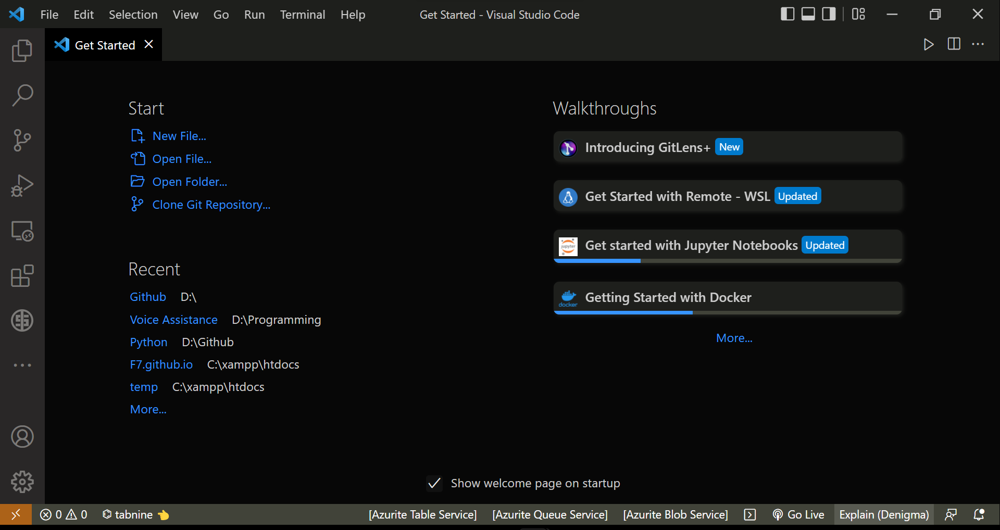 File Edit Selection View Go Run Terminal Help Get Started - Visual Studio Code
Get Started
Start
New File...
Open File...
Open Folder...
Clone Git Repository...
Recent
Github D:\
Voice Assistance D:\Programming
Python D:\Github
F7.github.io C:\xampp\htdocs
temp C:\xampp\htdocs
More...
Walkthroughs
Introducing GitLens+ New
Get Started with Remote - WSL Updated
jupyter
Get started with Jupyter Notebooks Updated
docker
Getting Started with Docker
More...
Show welcome page on startup
0 0 tabnine [Azurite Table Service] [Azurite Queue Service] [Azurite Blob Service] Go Live Explain (Denigma)